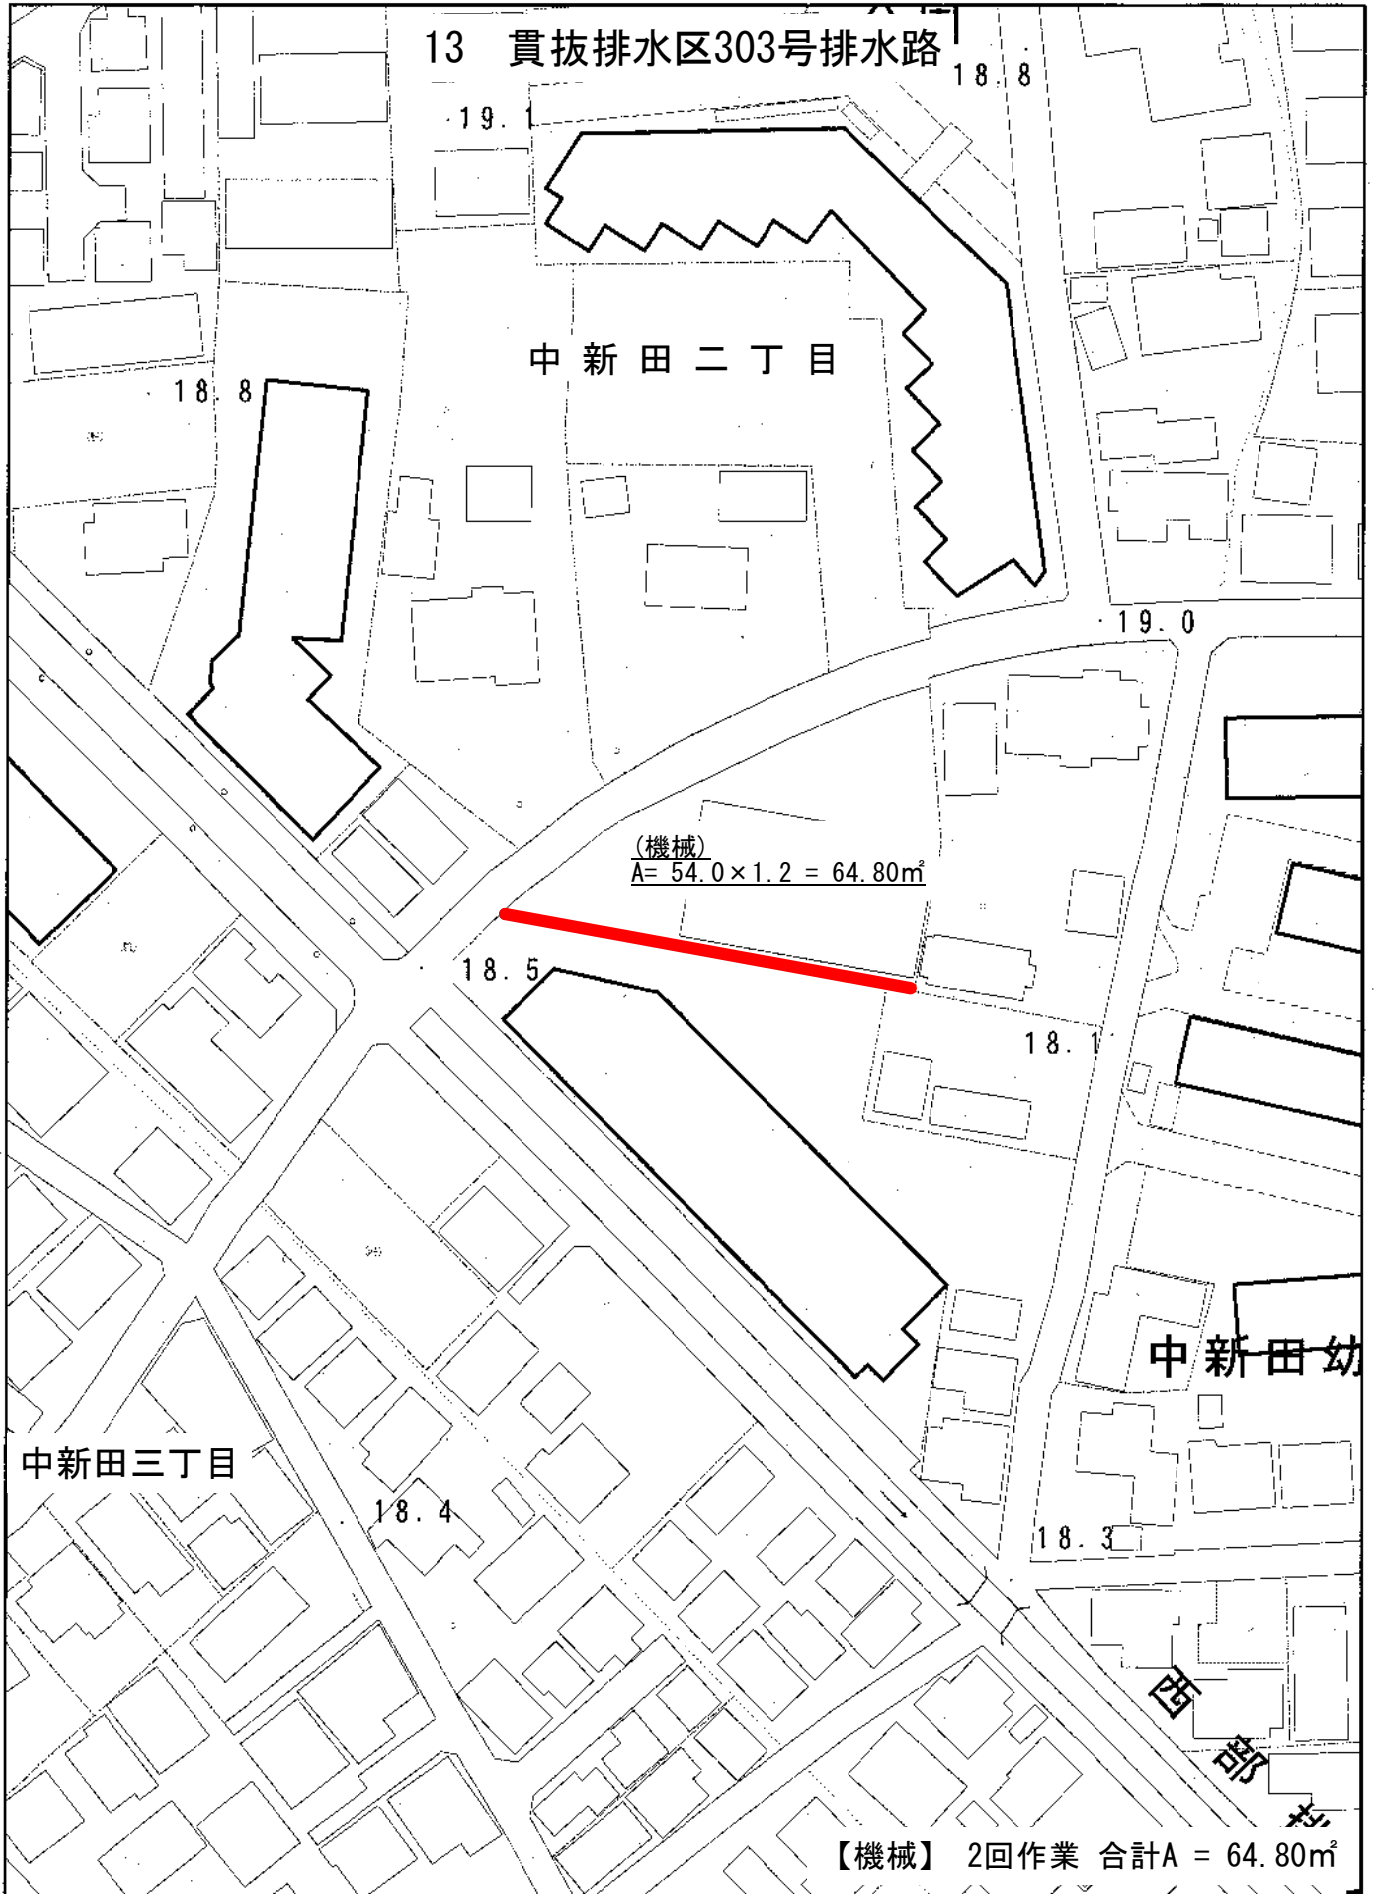 13　貫抜排水区303号排水路
18.8
19.1
中新田二丁目
18.8
19.0
(機械)
A= 54.0×1.2 = 64.80㎡
18.5
18.1
中新田幼
中新田三丁目
18.4
18.3
西部
【機械】　2回作業 合計A = 64.80㎡